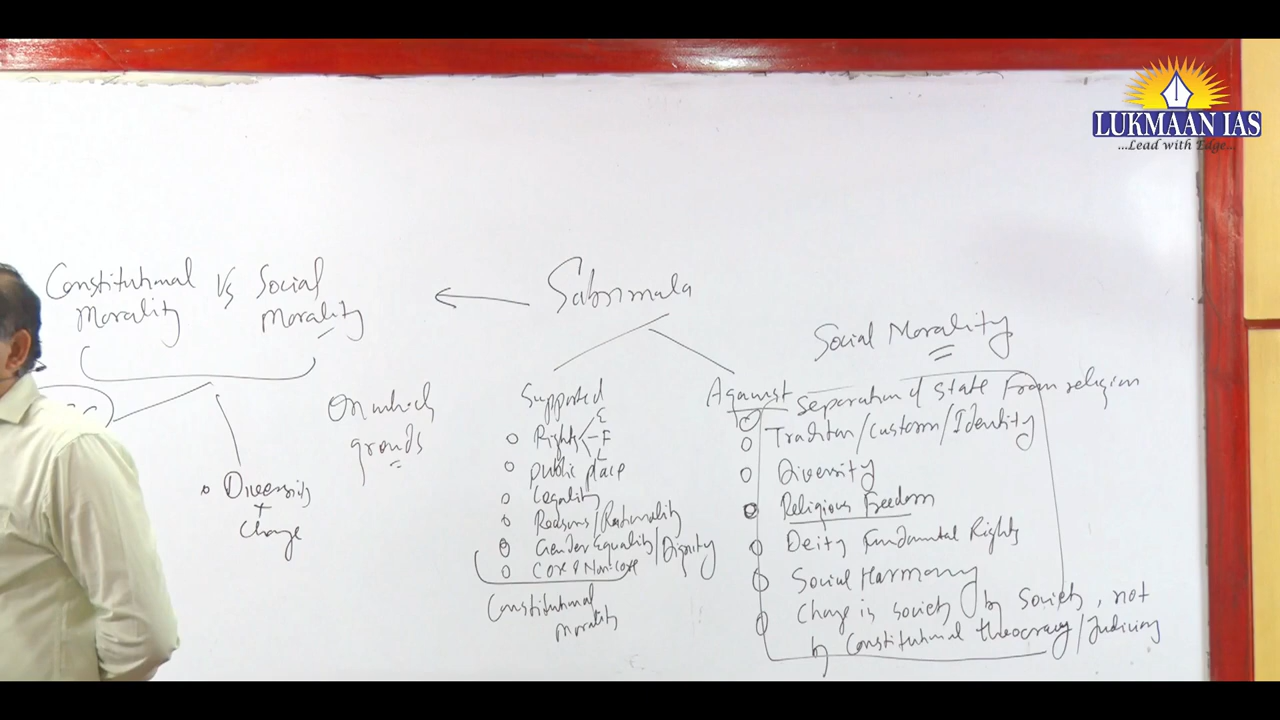 LUKMAAN IAS
...Lead with Edge...
Constitutional Morality Vs Social Morality
Diversity
+
Change
On which
grounds
Sabrimala
Supported
Rights E
F
L
public place
Legality
Reasons/Rationality
Gender Equality/Dignity
Core & Non-core
Constitutional
morality
Social Morality
Against
Separation of State from religion
Tradition/Custom/Identity
Diversity
Religious Freedom
Deity Fundamental Rights
Social Harmony
Change is society by society, not
by Constitutional theocracy/Judiciary